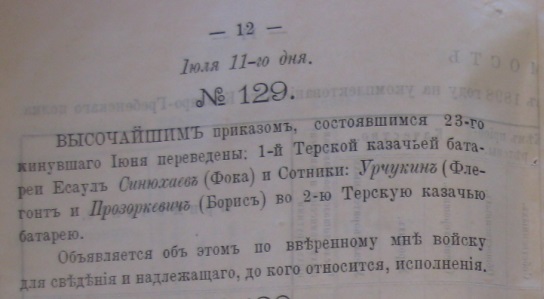 — 12 —
Іюля 11-го дня.
№ 129.
ВЫСОЧАЙШИМЪ приказомъ, состоявшимся 23-го
минувшаго Іюня переведены: 1-й Терской казачьей бата-
реи Есаулъ Синюхаевъ (Фока) и Сотники: Урчукинъ (Фле-
гонтъ и Прозоркевичъ (Борисъ) во 2-ю Терскую казачью
батарею.
Объявляется объ этомъ по ввѣренному мнѣ войску
для свѣдѣнія и надлежащаго, до кого относится, исполненія.